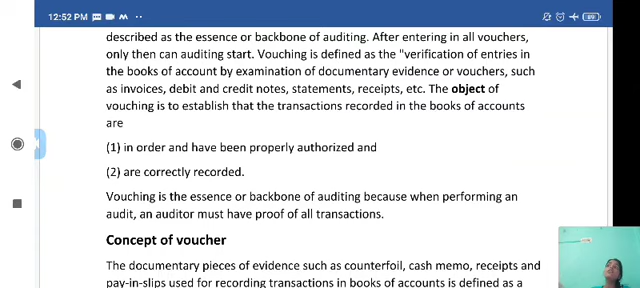 12:52 PM
described as the essence or backbone of auditing. After entering in all vouchers,
only then can auditing start. Vouching is defined as the "verification of entries in
the books of account by examination of documentary evidence or vouchers, such
as invoices, debit and credit notes, statements, receipts, etc. The object of
vouching is to establish that the transactions recorded in the books of accounts
are
(1) in order and have been properly authorized and
(2) are correctly recorded.
Vouching is the essence or backbone of auditing because when performing an
audit, an auditor must have proof of all transactions.
Concept of voucher
The documentary pieces of evidence such as counterfoil, cash memo, receipts and
pay-in-slips used for recording transactions in books of accounts is defined as a